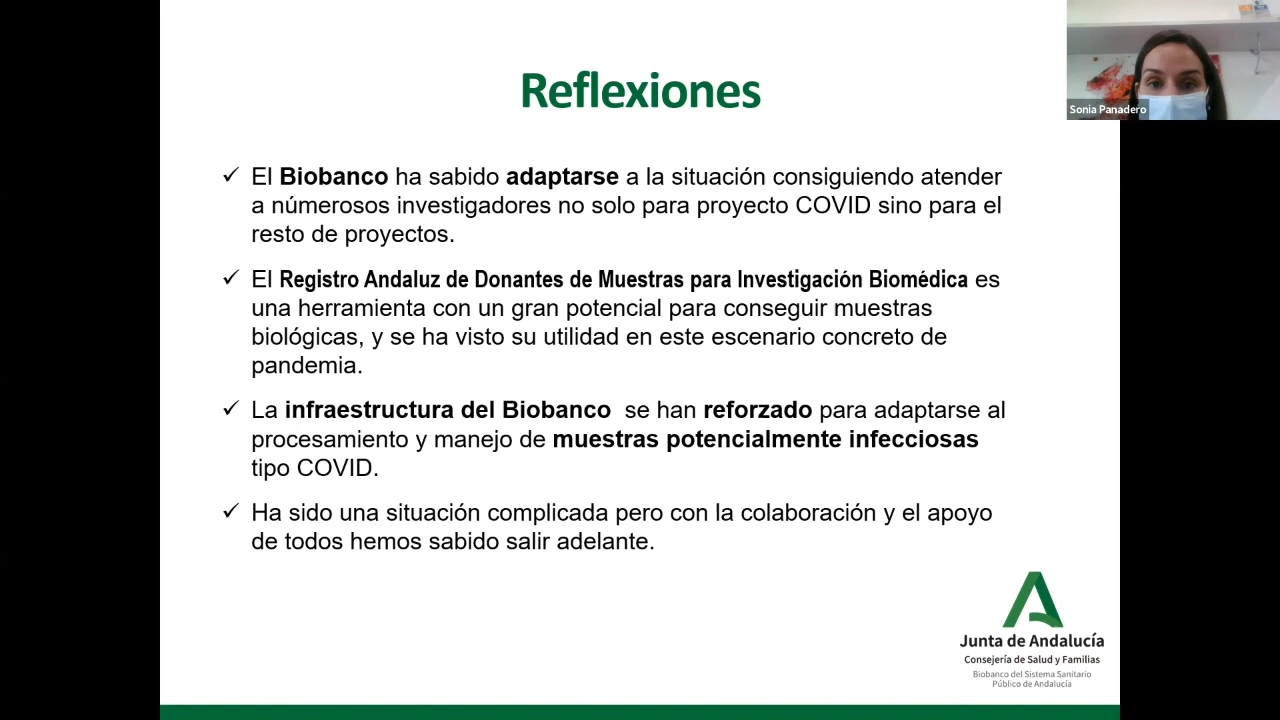 Reflexiones
Sonia Panadero
✓ El Biobanco ha sabido adaptarse a la situación consiguiendo atender
a númerosos investigadores no solo para proyecto COVID sino para el
resto de proyectos.
✓ El Registro Andaluz de Donantes de Muestras para Investigación Biomédica es
una herramienta con un gran potencial para conseguir muestras
biológicas, y se ha visto su utilidad en este escenario concreto de
pandemia.
✓ La infraestructura del Biobanco se han reforzado para adaptarse al
procesamiento y manejo de muestras potencialmente infecciosas
tipo COVID.
✓ Ha sido una situación complicada pero con la colaboración y el apoyo
de todos hemos sabido salir adelante.
Junta de Andalucía
Consejería de Salud y Familias
Biobanco del Sistema Sanitario
Público de Andalucía